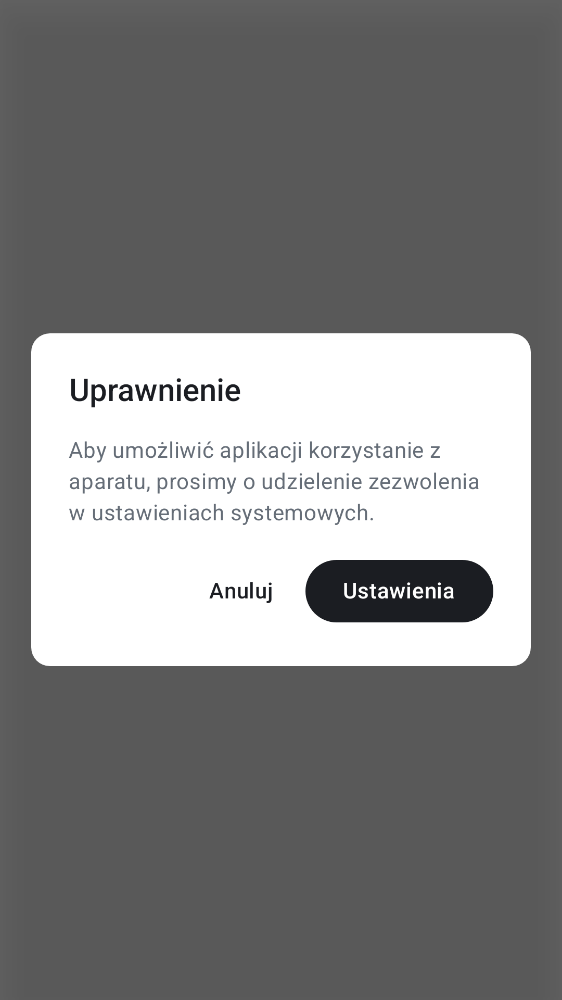 Uprawnienie
Aby umożliwić aplikacji korzystanie z
aparatu, prosimy o udzielenie zezwolenia
w ustawieniach systemowych.
Anuluj
Ustawienia